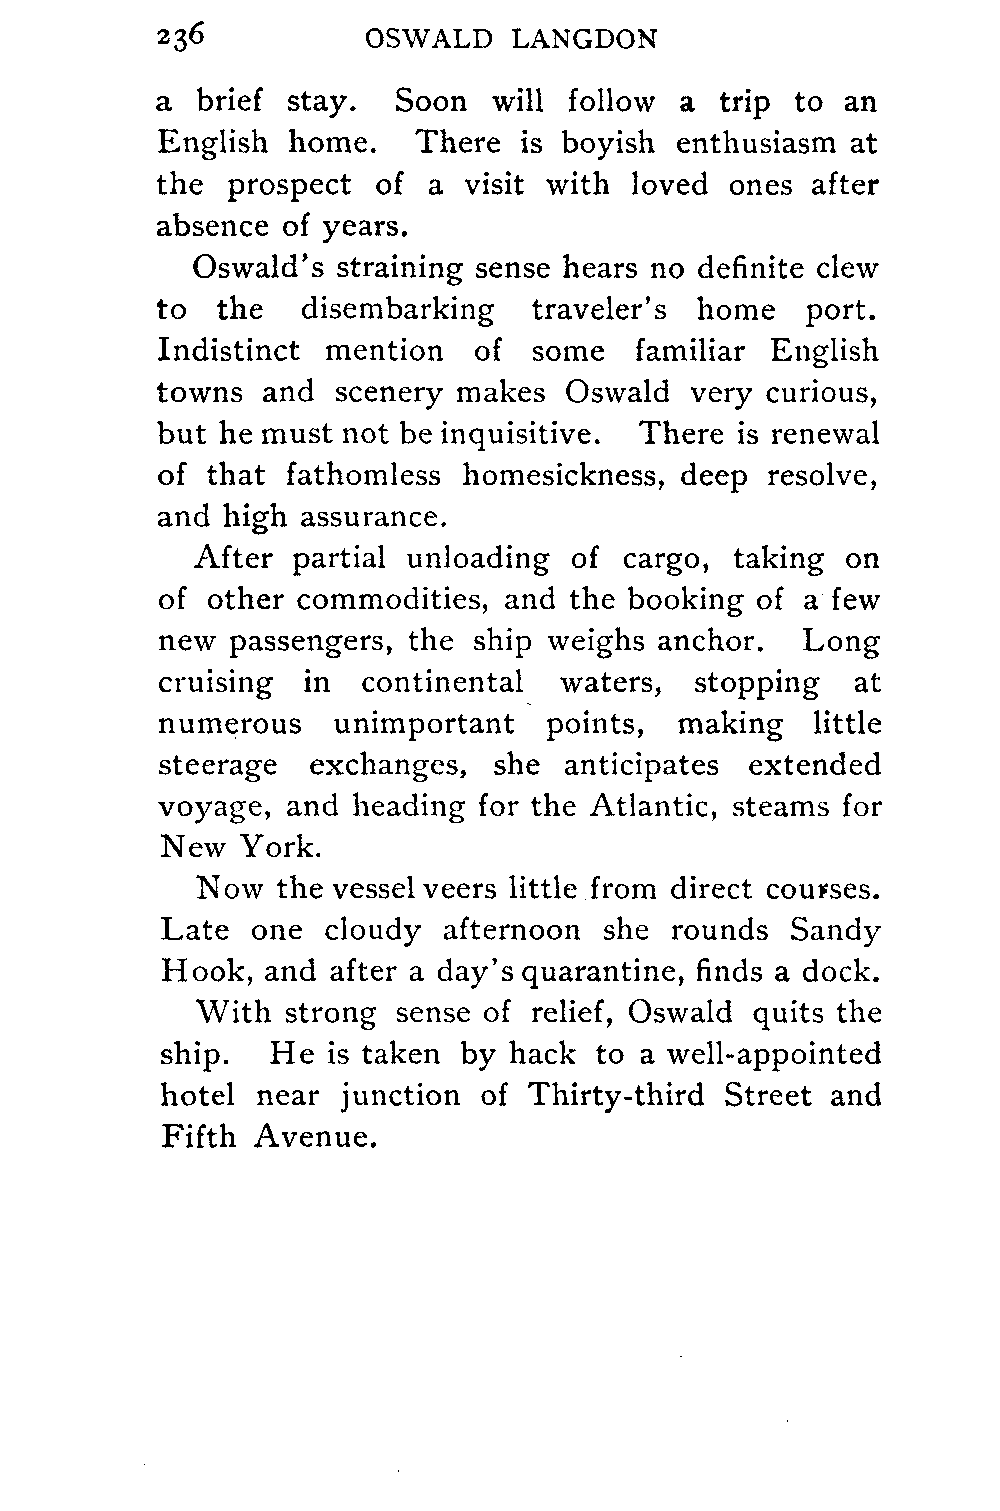 236 OSWALD LANGDON
a brief stay. Soon will follow a trip to an
English home. There is boyish enthusiasm at
the prospect of a visit with loved ones after
absence of years.
Oswald's straining sense hears no definite clew
to the disembarking traveler's home port.
Indistinct mention of some familiar English
towns and scenery makes Oswald very curious,
but he must not be inquisitive. There is renewal
of that fathomless homesickness, deep resolve,
and high assurance.
After partial unloading of cargo, taking on
of other commodities, and the booking of a few
new passengers, the ship weighs anchor. Long
cruising in continental waters, stopping at
numerous unimportant points, making little
steerage exchanges, she anticipates extended
voyage, and heading for the Atlantic, steams for
New York.
Now the vessel veers little from direct courses.
Late one cloudy afternoon she rounds Sandy
Hook, and after a day's quarantine, finds a dock.
With strong sense of relief, Oswald quits the
ship. He is taken by hack to a well-appointed
hotel near junction of Thirty-third Street and
Fifth Avenue.